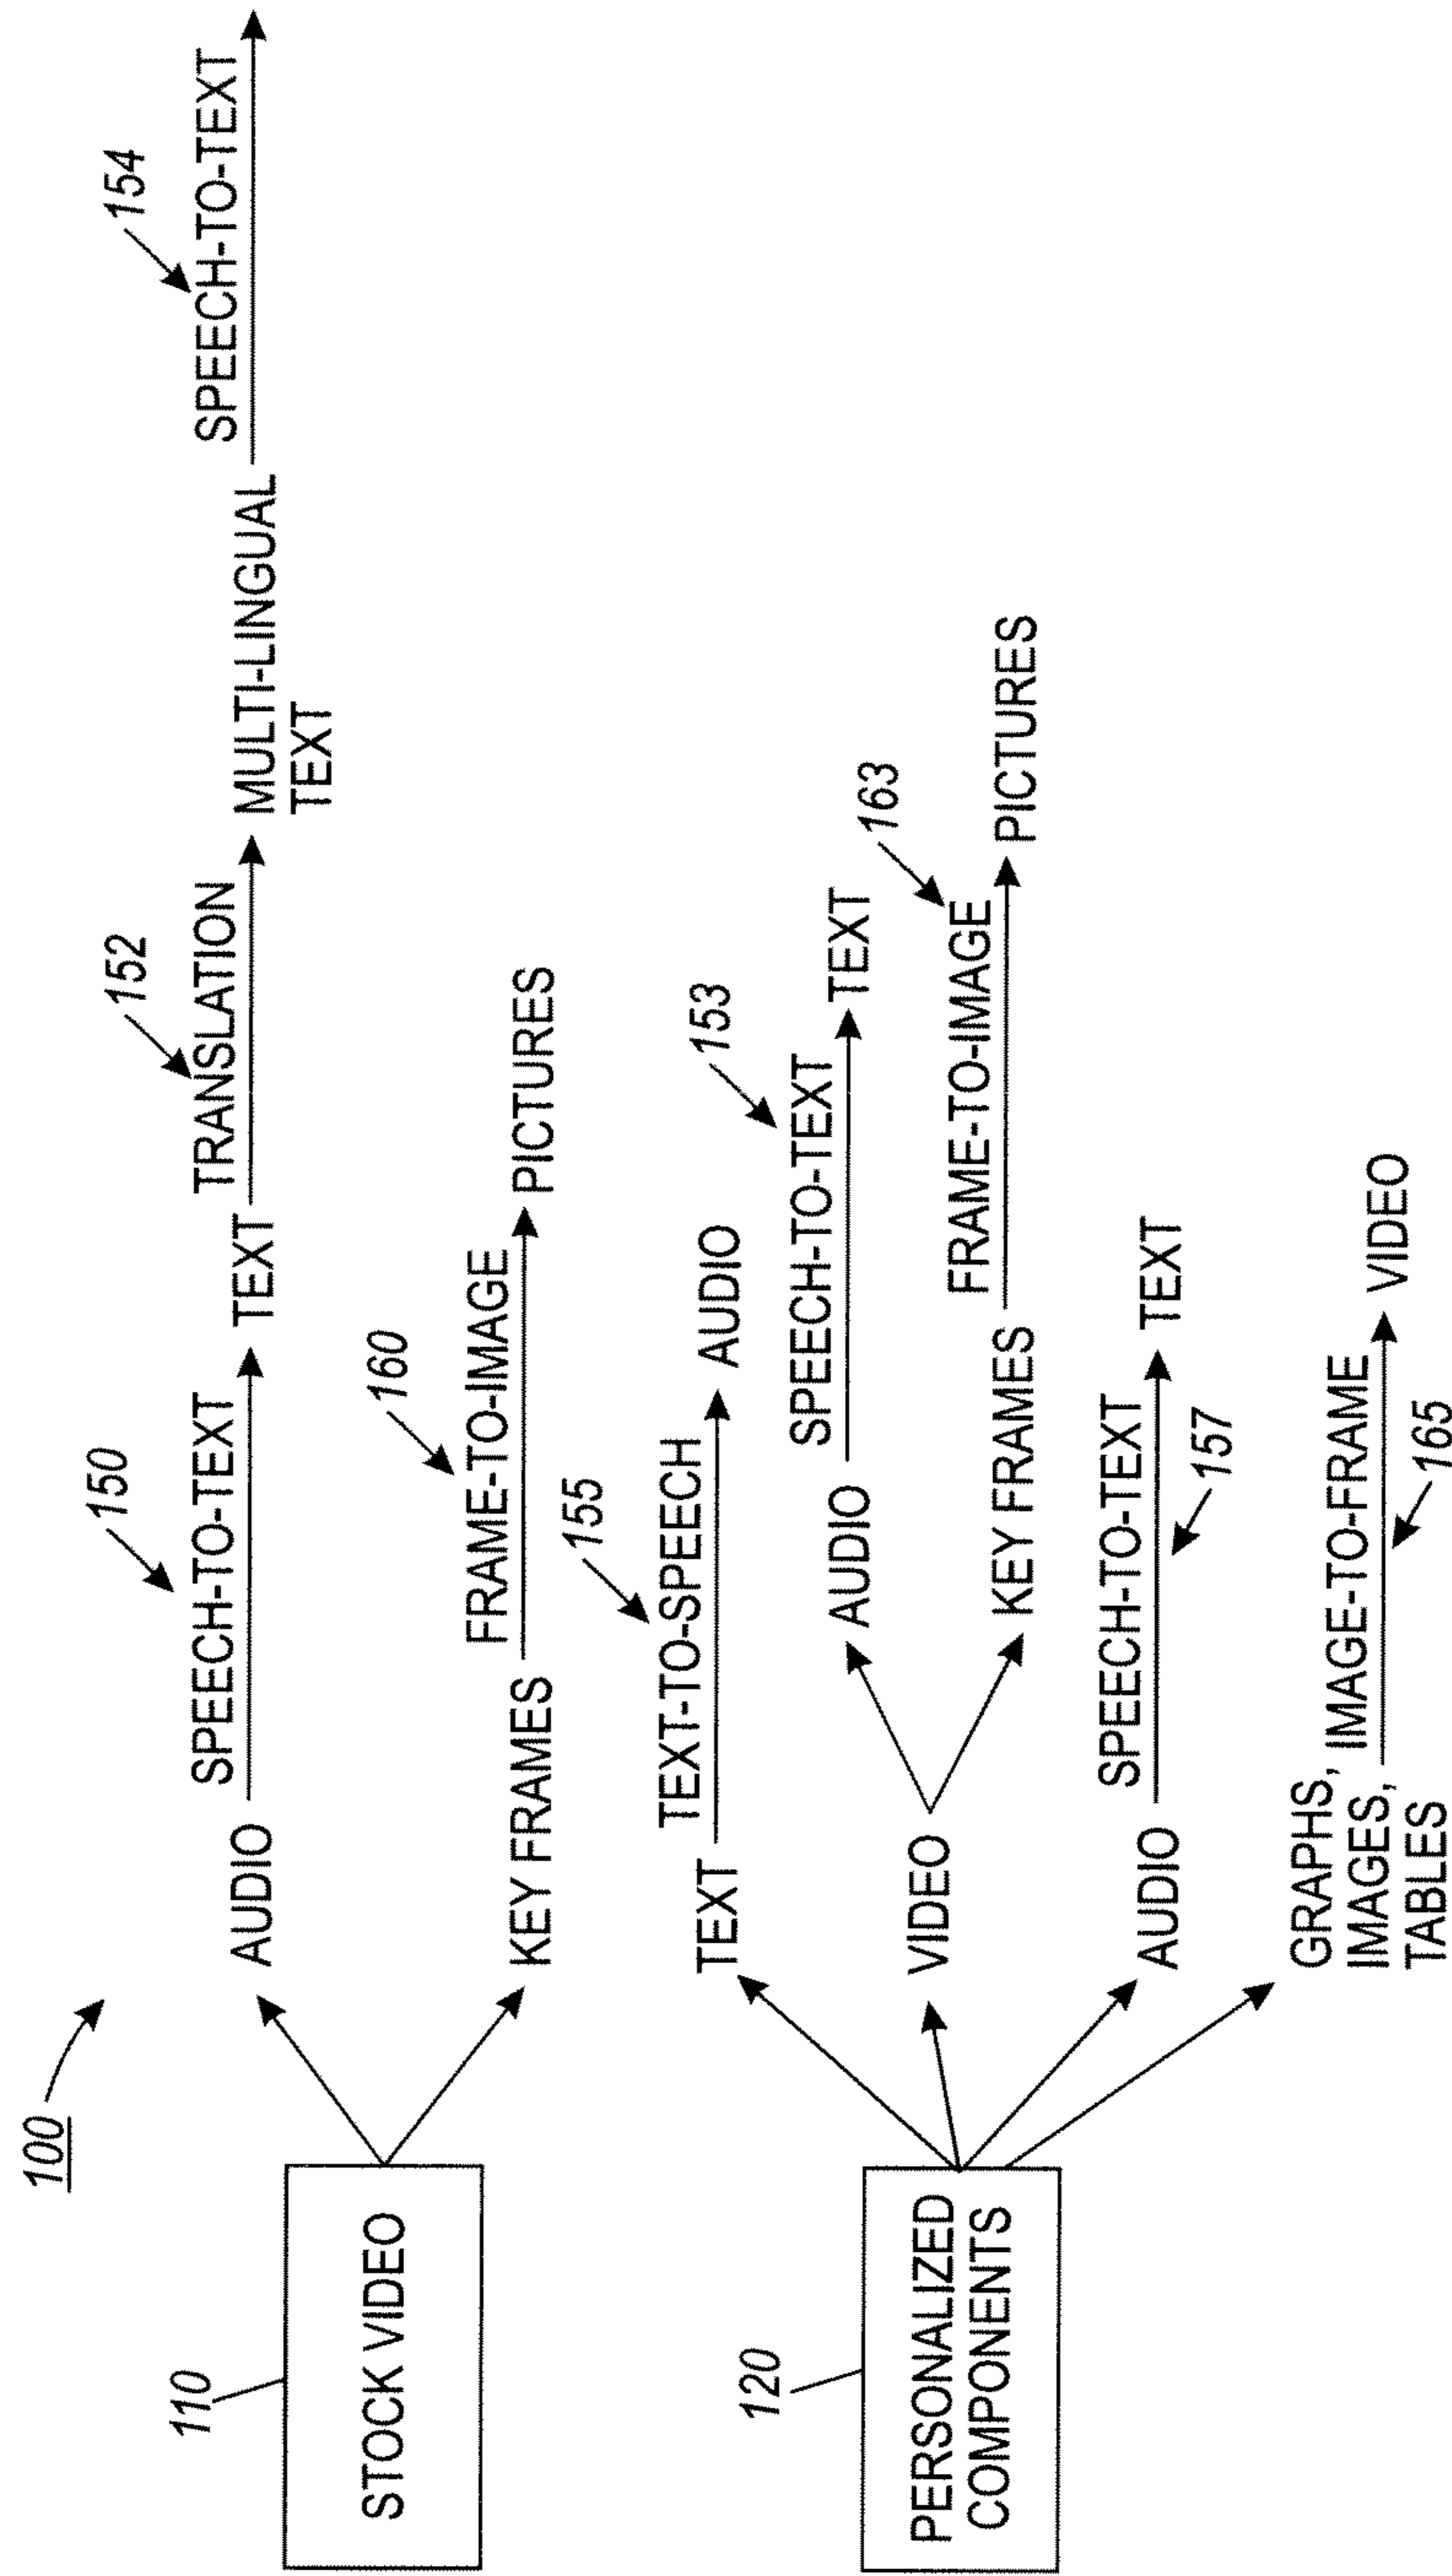 100
110
STOCK VIDEO
AUDIO
150
SPEECH-TO-TEXT
TEXT
152
TRANSLATION
MULTI-LINGUAL
TEXT
154
SPEECH-TO-TEXT
KEY FRAMES
160
FRAME-TO-IMAGE
PICTURES
120
PERSONALIZED
COMPONENTS
TEXT
155
TEXT-TO-SPEECH
AUDIO
VIDEO
AUDIO
153
SPEECH-TO-TEXT
TEXT
KEY FRAMES
163
FRAME-TO-IMAGE
PICTURES
AUDIO
SPEECH-TO-TEXT
157
TEXT
GRAPHS,
IMAGES,
TABLES
IMAGE-TO-FRAME
165
VIDEO